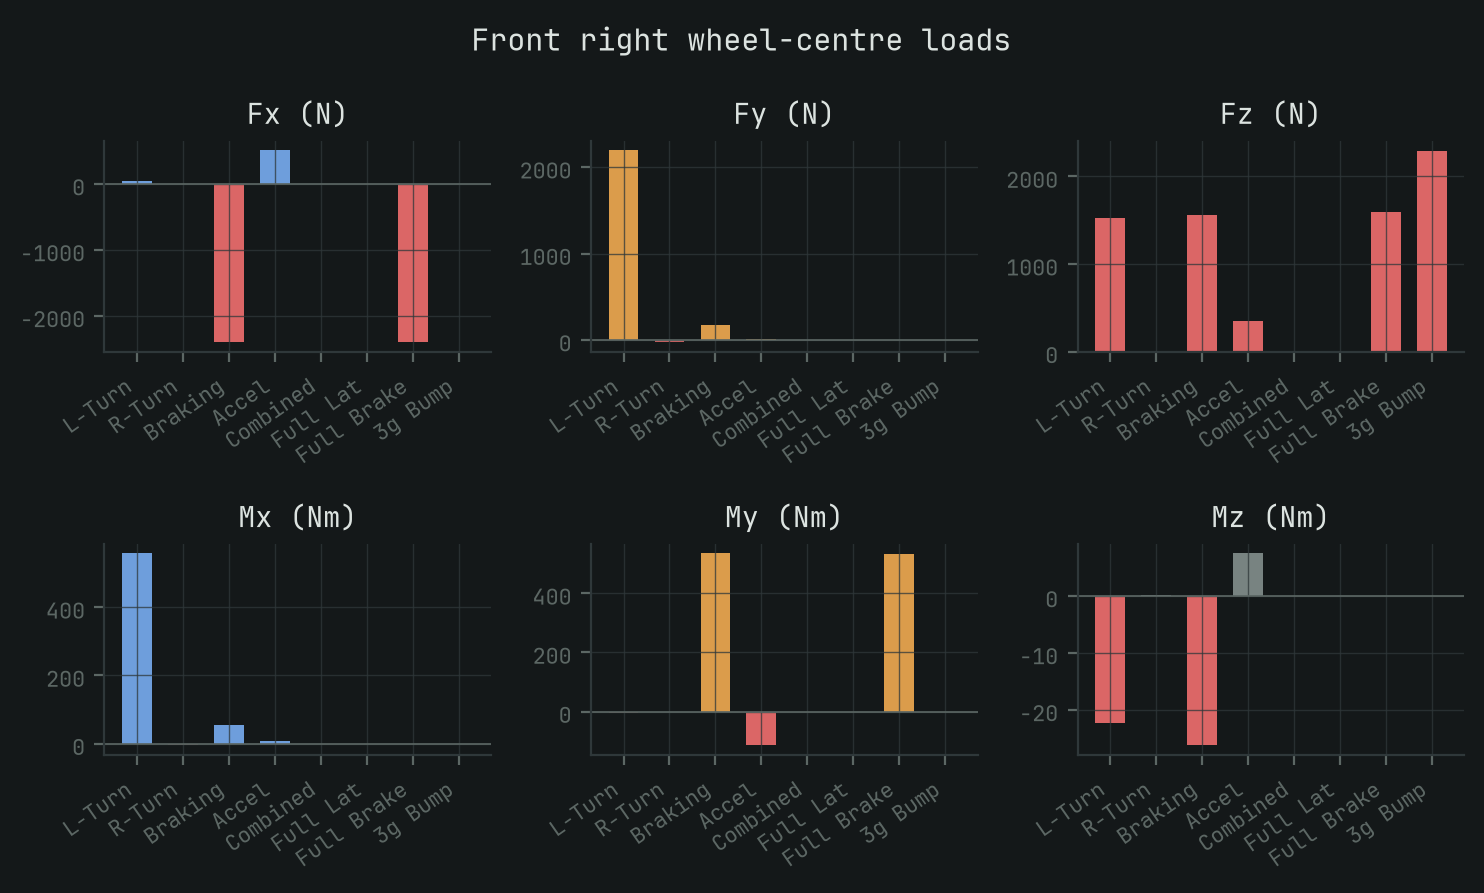 Front right wheel-centre loads
Fx (N)
0
-1000
-2000
L-Turn
R-Turn
Braking
Accel
Combined
Full Lat
Full Brake
3g Bump
Fy (N)
2000
1000
0
L-Turn
R-Turn
Braking
Accel
Combined
Full Lat
Full Brake
3g Bump
Fz (N)
2000
1000
0
L-Turn
R-Turn
Braking
Accel
Combined
Full Lat
Full Brake
3g Bump
Mx (Nm)
400
200
0
L-Turn
R-Turn
Braking
Accel
Combined
Full Lat
Full Brake
3g Bump
My (Nm)
400
200
0
L-Turn
R-Turn
Braking
Accel
Combined
Full Lat
Full Brake
3g Bump
Mz (Nm)
0
-10
-20
L-Turn
R-Turn
Braking
Accel
Combined
Full Lat
Full Brake
3g Bump